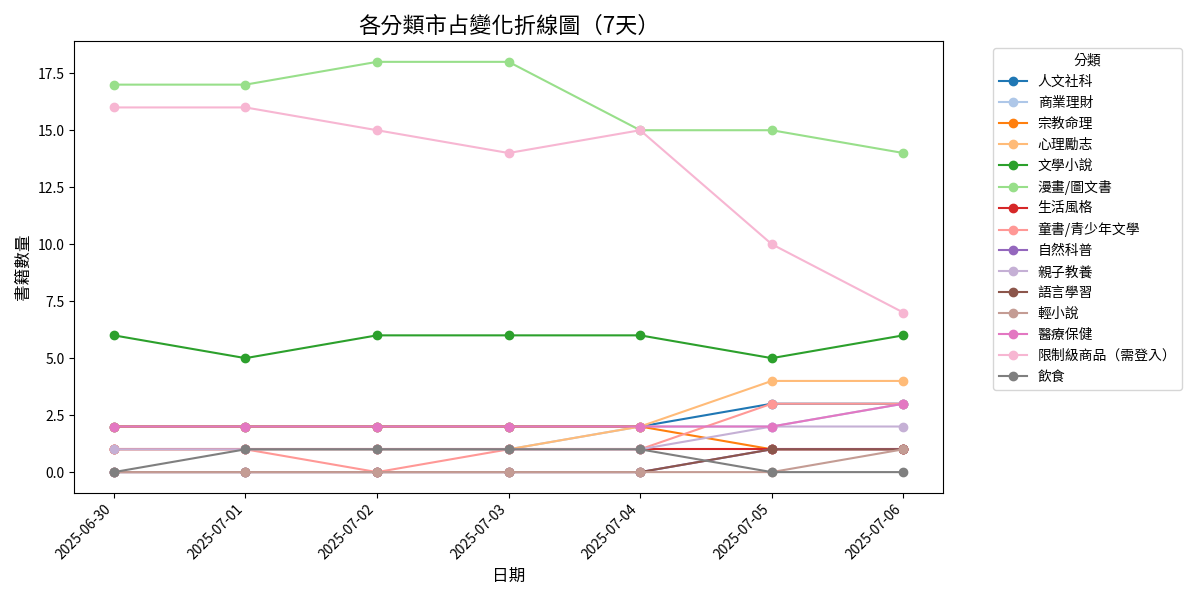 各分類市占變化折線圖（7天）
書籍數量
17.5
15.0
12.5
10.0
7.5
5.0
2.5
0.0
2025-06-30
2025-07-01
2025-07-02
2025-07-03
2025-07-04
2025-07-05
2025-07-06
日期
分類
人文社科
商業理財
宗教命理
心理勵志
文學小說
漫畫/圖文書
生活風格
童書/青少年文學
自然科普
親子教養
語言學習
輕小說
醫療保健
限制級商品（需登入）
飲食